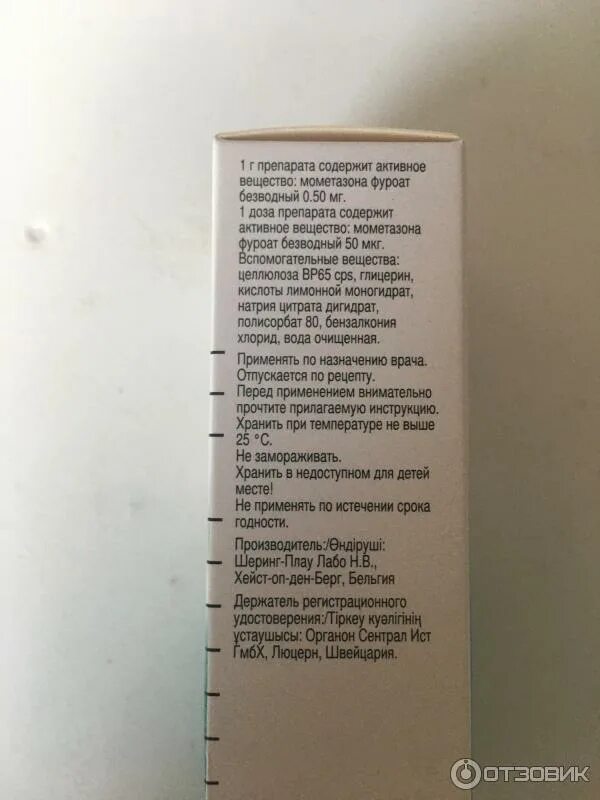 1 г препарата содержит активное
вещество: мометазона фуроат
безводный 0.50 мг.
1 доза препарата содержит
активное вещество: мометазона
фуроат безводный 50 мкг.
Вспомогательные вещества:
целлюлоза BP65 cps, глицерин,
кислоты лимонной моногидрат,
натрия цитрата дигидрат,
полисорбат 80, бензалкония
хлорид, вода очищенная.
Применять по назначению врача.
Отпускается по рецепту.
Перед применением внимательно
прочтите прилагаемую инструкцию.
Хранить при температуре не выше
25 °С.
Не замораживать.
Хранить в недоступном для детей
месте!
Не применять по истечении срока
годности.
Производитель:/Өндіруші:
Шеринг-Плау Лабо Н.В.,
Хейст-оп-ден-Берг, Бельгия
Держатель регистрационного
удостоверения:/Тіркеу куәлігінің
ұстаушысы: Органон Сентрал Ист
ГмбХ, Люцерн, Швейцария.
ОТЗОВИК